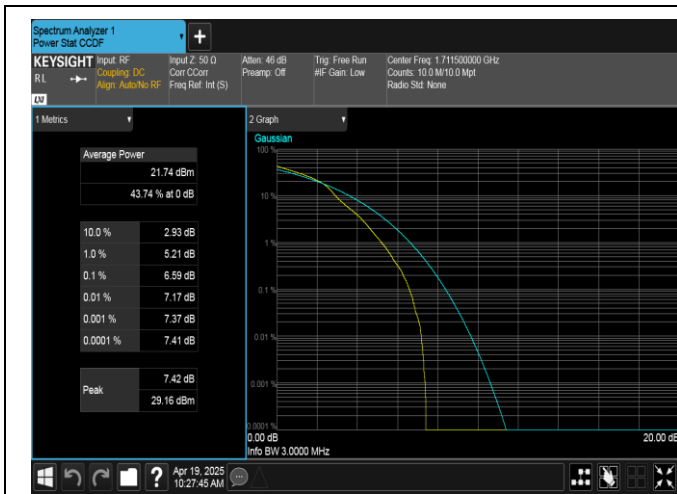 Spectrum Analyzer 1
Power Stat CCDF
+
KEYSIGHT Input: RF Input Z: 50 Ω Atten: 46 dB Trig: Free Run Center Freq: 1.711500000 GHz
RL Coupling: DC Corr CCorr Preamp: Off #IF Gain: Low Counts: 10.0 M/10.0 Mpt
Align: Auto/No RF Freq Ref: Int (S) Radio Std: None
LXI
1 Metrics
Average Power
21.74 dBm
43.74 % at 0 dB
10.0 % 2.93 dB
1.0 % 5.21 dB
0.1 % 6.59 dB
0.01 % 7.17 dB
0.001 % 7.37 dB
0.0001 % 7.41 dB
Peak 7.42 dB
29.16 dBm
2 Graph
Gaussian
100 %
10 %
1 %
0.1 %
0.01 %
0.001 %
0.0001 %
0.00 dB 20.00 dB
Info BW 3.0000 MHz
? Apr 19, 2025
10:27:45 AM